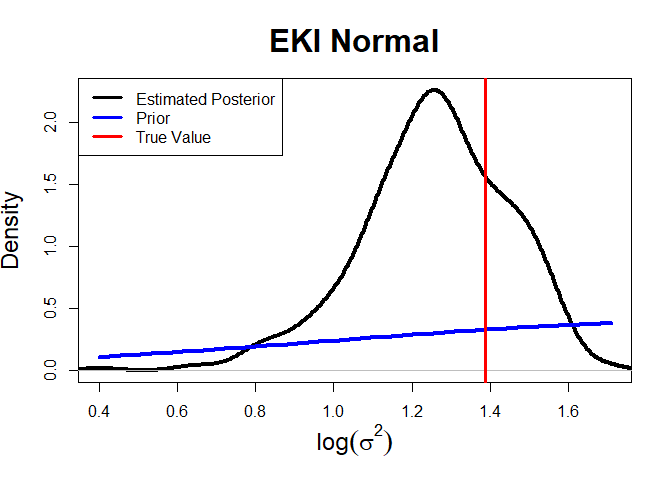 EKI Normal
Estimated Posterior
Prior
True Value
Density
0.0
0.5
1.0
1.5
2.0
0.4
0.6
0.8
1.0
1.2
1.4
1.6
log(σ²)